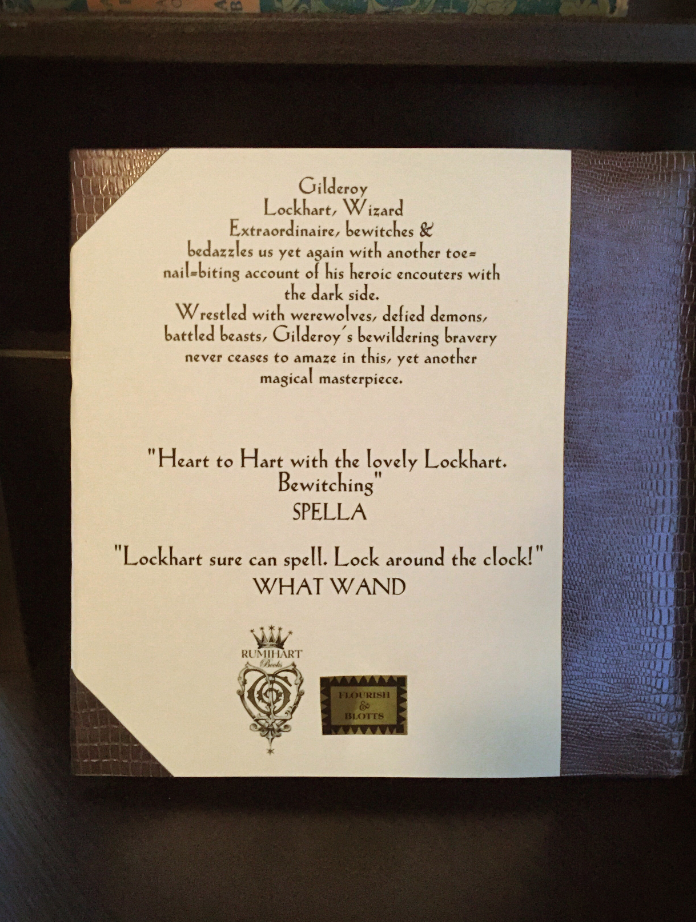 Gilderoy
Lockhart, Wizard
Extraordinaire, bewitches &
bedazzles us yet again with another toe=
nail=biting account of his heroic encouters with
the dark side.
Wrestled with werewolves, defied demons,
battled beasts, Gilderoy's bewildering bravery
never ceases to amaze in this, yet another
magical masterpiece.
"Heart to Hart with the lovely Lockhart.
Bewitching"
SPELLA
"Lockhart sure can spell. Lock around the clock!"
WHAT WAND
RUMIHART
Books
FLOURISH
&
BLOTTS